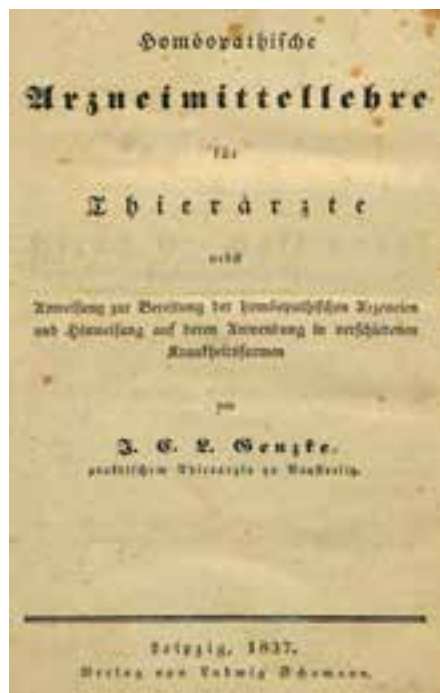 Homöopathische
Arzneimittellehre
für
Thierärzte
nebst
Anweisung zur Bereitung der homöopathischen Arzneien
und Hinweisung auf deren Anwendung in verschiedenen
Krankheitsformen
von
J. C. L. Genzke,
praktischem Thierarzte zu Neustrelitz.
Leipzig, 1837.
Verlag von Ludwig Schumann.